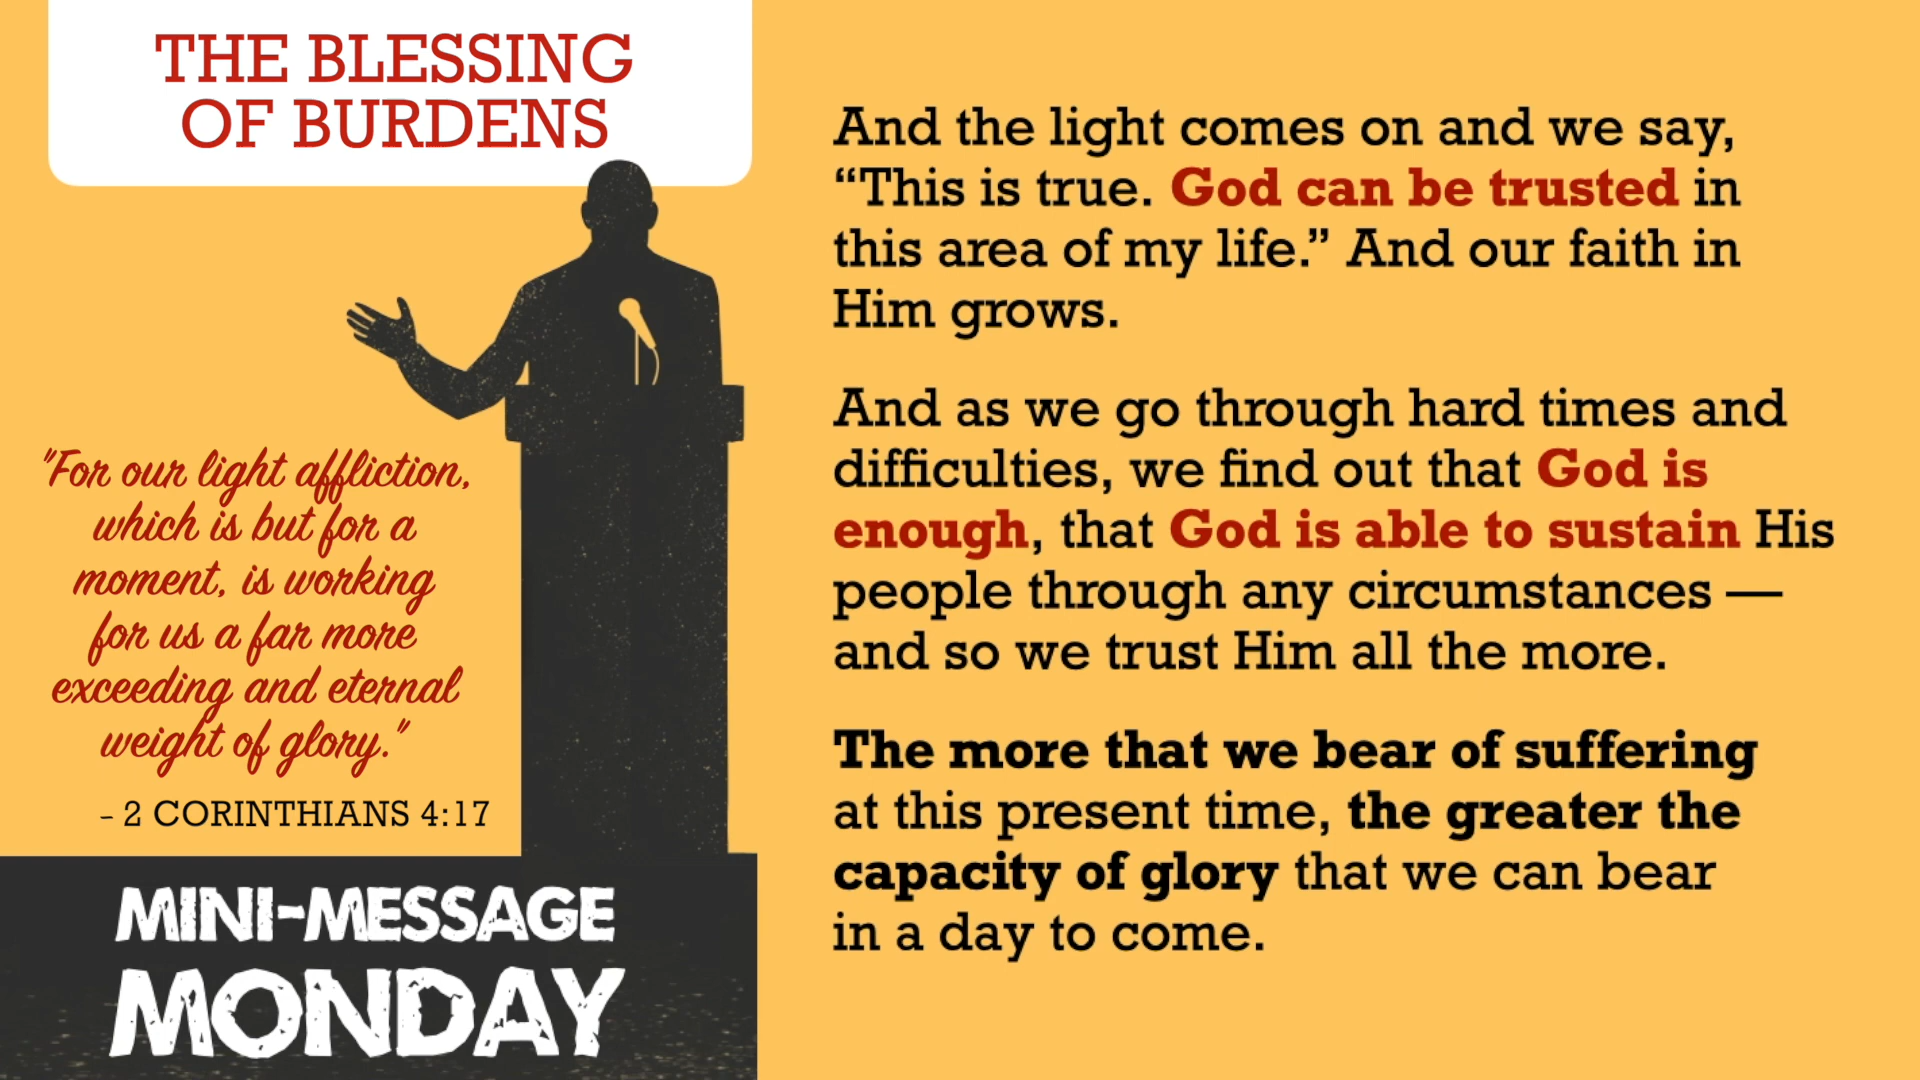 THE BLESSING
OF BURDENS
"For our light affliction,
which is but for a
moment, is working
for us a far more
exceeding and eternal
weight of glory."
- 2 CORINTHIANS 4:17
MINI-MESSAGE
MONDAY
And the light comes on and we say,
“This is true. God can be trusted in
this area of my life.” And our faith in
Him grows.
And as we go through hard times and
difficulties, we find out that God is
enough, that God is able to sustain His
people through any circumstances —
and so we trust Him all the more.
The more that we bear of suffering
at this present time, the greater the
capacity of glory that we can bear
in a day to come.